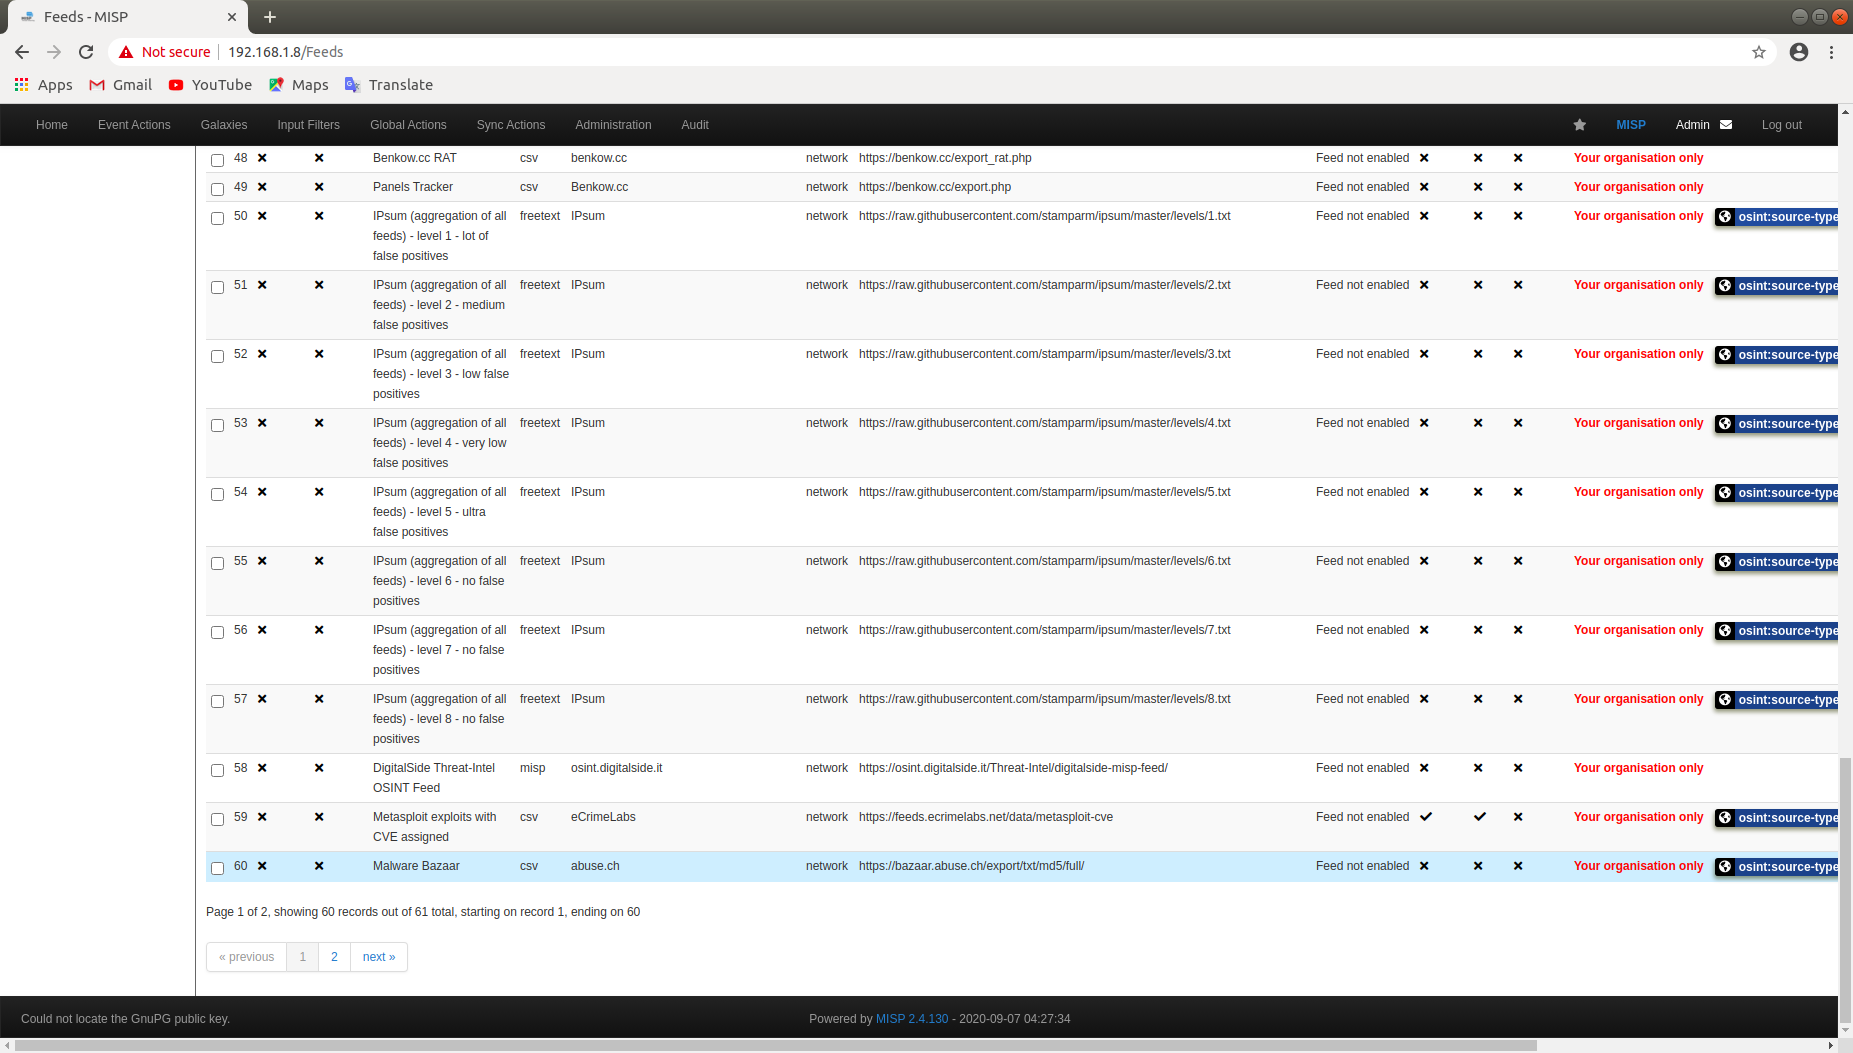 Feeds - MISP
Not secure 192.168.1.8/Feeds
Apps Gmail YouTube Maps Translate
Home Event Actions Galaxies Input Filters Global Actions Sync Actions Administration Audit MISP Admin Log out
48 Benkow.cc RAT csv benkow.cc network https://benkow.cc/export_rat.php Feed not enabled Your organisation only
49 Panels Tracker csv Benkow.cc network https://benkow.cc/export.php Feed not enabled Your organisation only
50 IPsum (aggregation of all freetext IPsum network https://raw.githubusercontent.com/stamparm/ipsum/master/levels/1.txt Feed not enabled Your organisation only osint:source-type
feeds) - level 1 - lot of
false positives
51 IPsum (aggregation of all freetext IPsum network https://raw.githubusercontent.com/stamparm/ipsum/master/levels/2.txt Feed not enabled Your organisation only osint:source-type
feeds) - level 2 - medium
false positives
52 IPsum (aggregation of all freetext IPsum network https://raw.githubusercontent.com/stamparm/ipsum/master/levels/3.txt Feed not enabled Your organisation only osint:source-type
feeds) - level 3 - low false
positives
53 IPsum (aggregation of all freetext IPsum network https://raw.githubusercontent.com/stamparm/ipsum/master/levels/4.txt Feed not enabled Your organisation only osint:source-type
feeds) - level 4 - very low
false positives
54 IPsum (aggregation of all freetext IPsum network https://raw.githubusercontent.com/stamparm/ipsum/master/levels/5.txt Feed not enabled Your organisation only osint:source-type
feeds) - level 5 - ultra
false positives
55 IPsum (aggregation of all freetext IPsum network https://raw.githubusercontent.com/stamparm/ipsum/master/levels/6.txt Feed not enabled Your organisation only osint:source-type
feeds) - level 6 - no false
positives
56 IPsum (aggregation of all freetext IPsum network https://raw.githubusercontent.com/stamparm/ipsum/master/levels/7.txt Feed not enabled Your organisation only osint:source-type
feeds) - level 7 - no false
positives
57 IPsum (aggregation of all freetext IPsum network https://raw.githubusercontent.com/stamparm/ipsum/master/levels/8.txt Feed not enabled Your organisation only osint:source-type
feeds) - level 8 - no false
positives
58 DigitalSide Threat-Intel misp osint.digitalside.it network https://osint.digitalside.it/Threat-Intel/digitalside-misp-feed/ Feed not enabled Your organisation only
OSINT Feed
59 Metasploit exploits with csv eCrimeLabs network https://feeds.ecrimelabs.net/data/metasploit-cve Feed not enabled Your organisation only osint:source-type
CVE assigned
60 Malware Bazaar csv abuse.ch network https://bazaar.abuse.ch/export/txt/md5/full/ Feed not enabled Your organisation only osint:source-type
Page 1 of 2, showing 60 records out of 61 total, starting on record 1, ending on 60
« previous 1 2 next »
Could not locate the GnuPG public key. Powered by MISP 2.4.130 - 2020-09-07 04:27:34